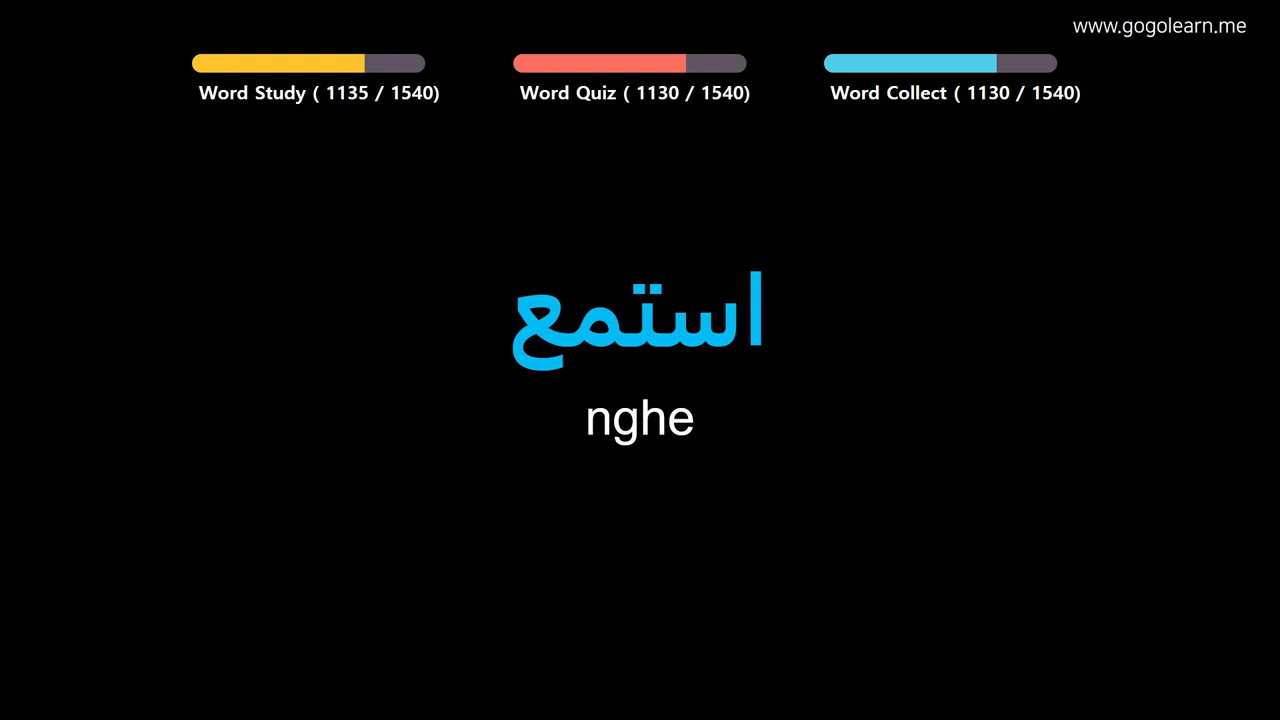 www.gogolearn.me
Word Study ( 1135 / 1540)
Word Quiz ( 1130 / 1540)
Word Collect ( 1130 / 1540)
استمع
nghe